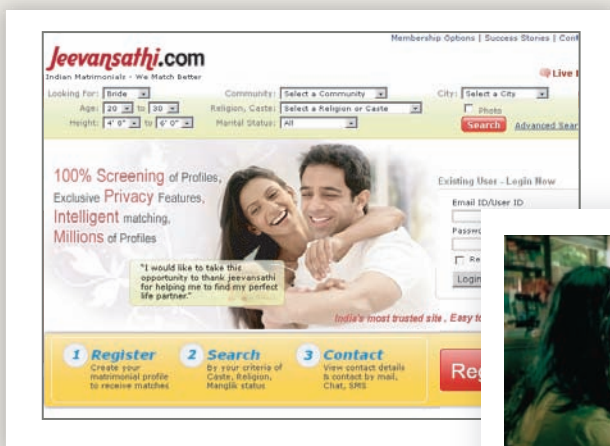 Membership Options | Success Stories | Cont
Jeevansathi.com
Indian Matrimonials - We Match Better
Live
Looking For: Bride
Community: Select a Community
City: Select a City
Age: 20 to 30
Religion, Caste: Select a Religion or Caste
Photo
Height: 4' 0" to 6' 0"
Marital Status: All
Search Advanced Sear
100% Screening of Profiles,
Exclusive Privacy Features,
Intelligent matching,
Millions of Profiles
Existing User - Login Now
Email ID/User ID
Passwo
Re
Login
"I would like to take this
opportunity to thank jeevansathi
for helping me to find my perfect
life partner."
India's most trusted site, Easy to
1 Register
Create your
matrimonial profile
to receive matches
2 Search
By your criteria of
Caste, Religion,
Manglik status
3 Contact
View contact details
& contact by mail,
Chat, SMS
Re